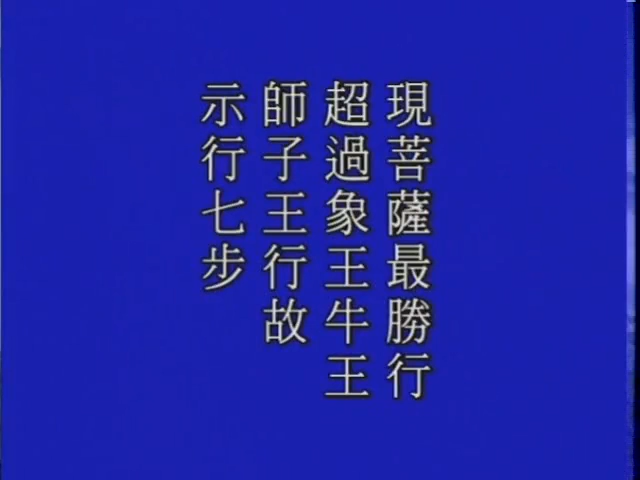 現菩薩最勝行
超過象王牛王
師子王行故
示行七步